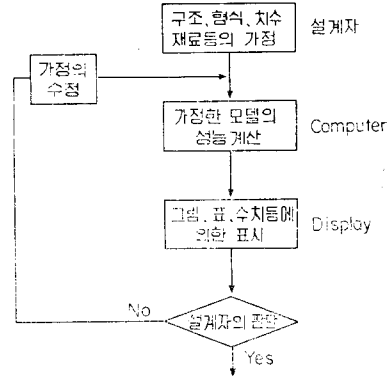 구조、형식、치수
재료등의 가정
설계자
가정의
수정
가정한 모델의
성능계산
Computer
그림、표、수치등에
의한 표시
Display
No
설계자의 판단
Yes